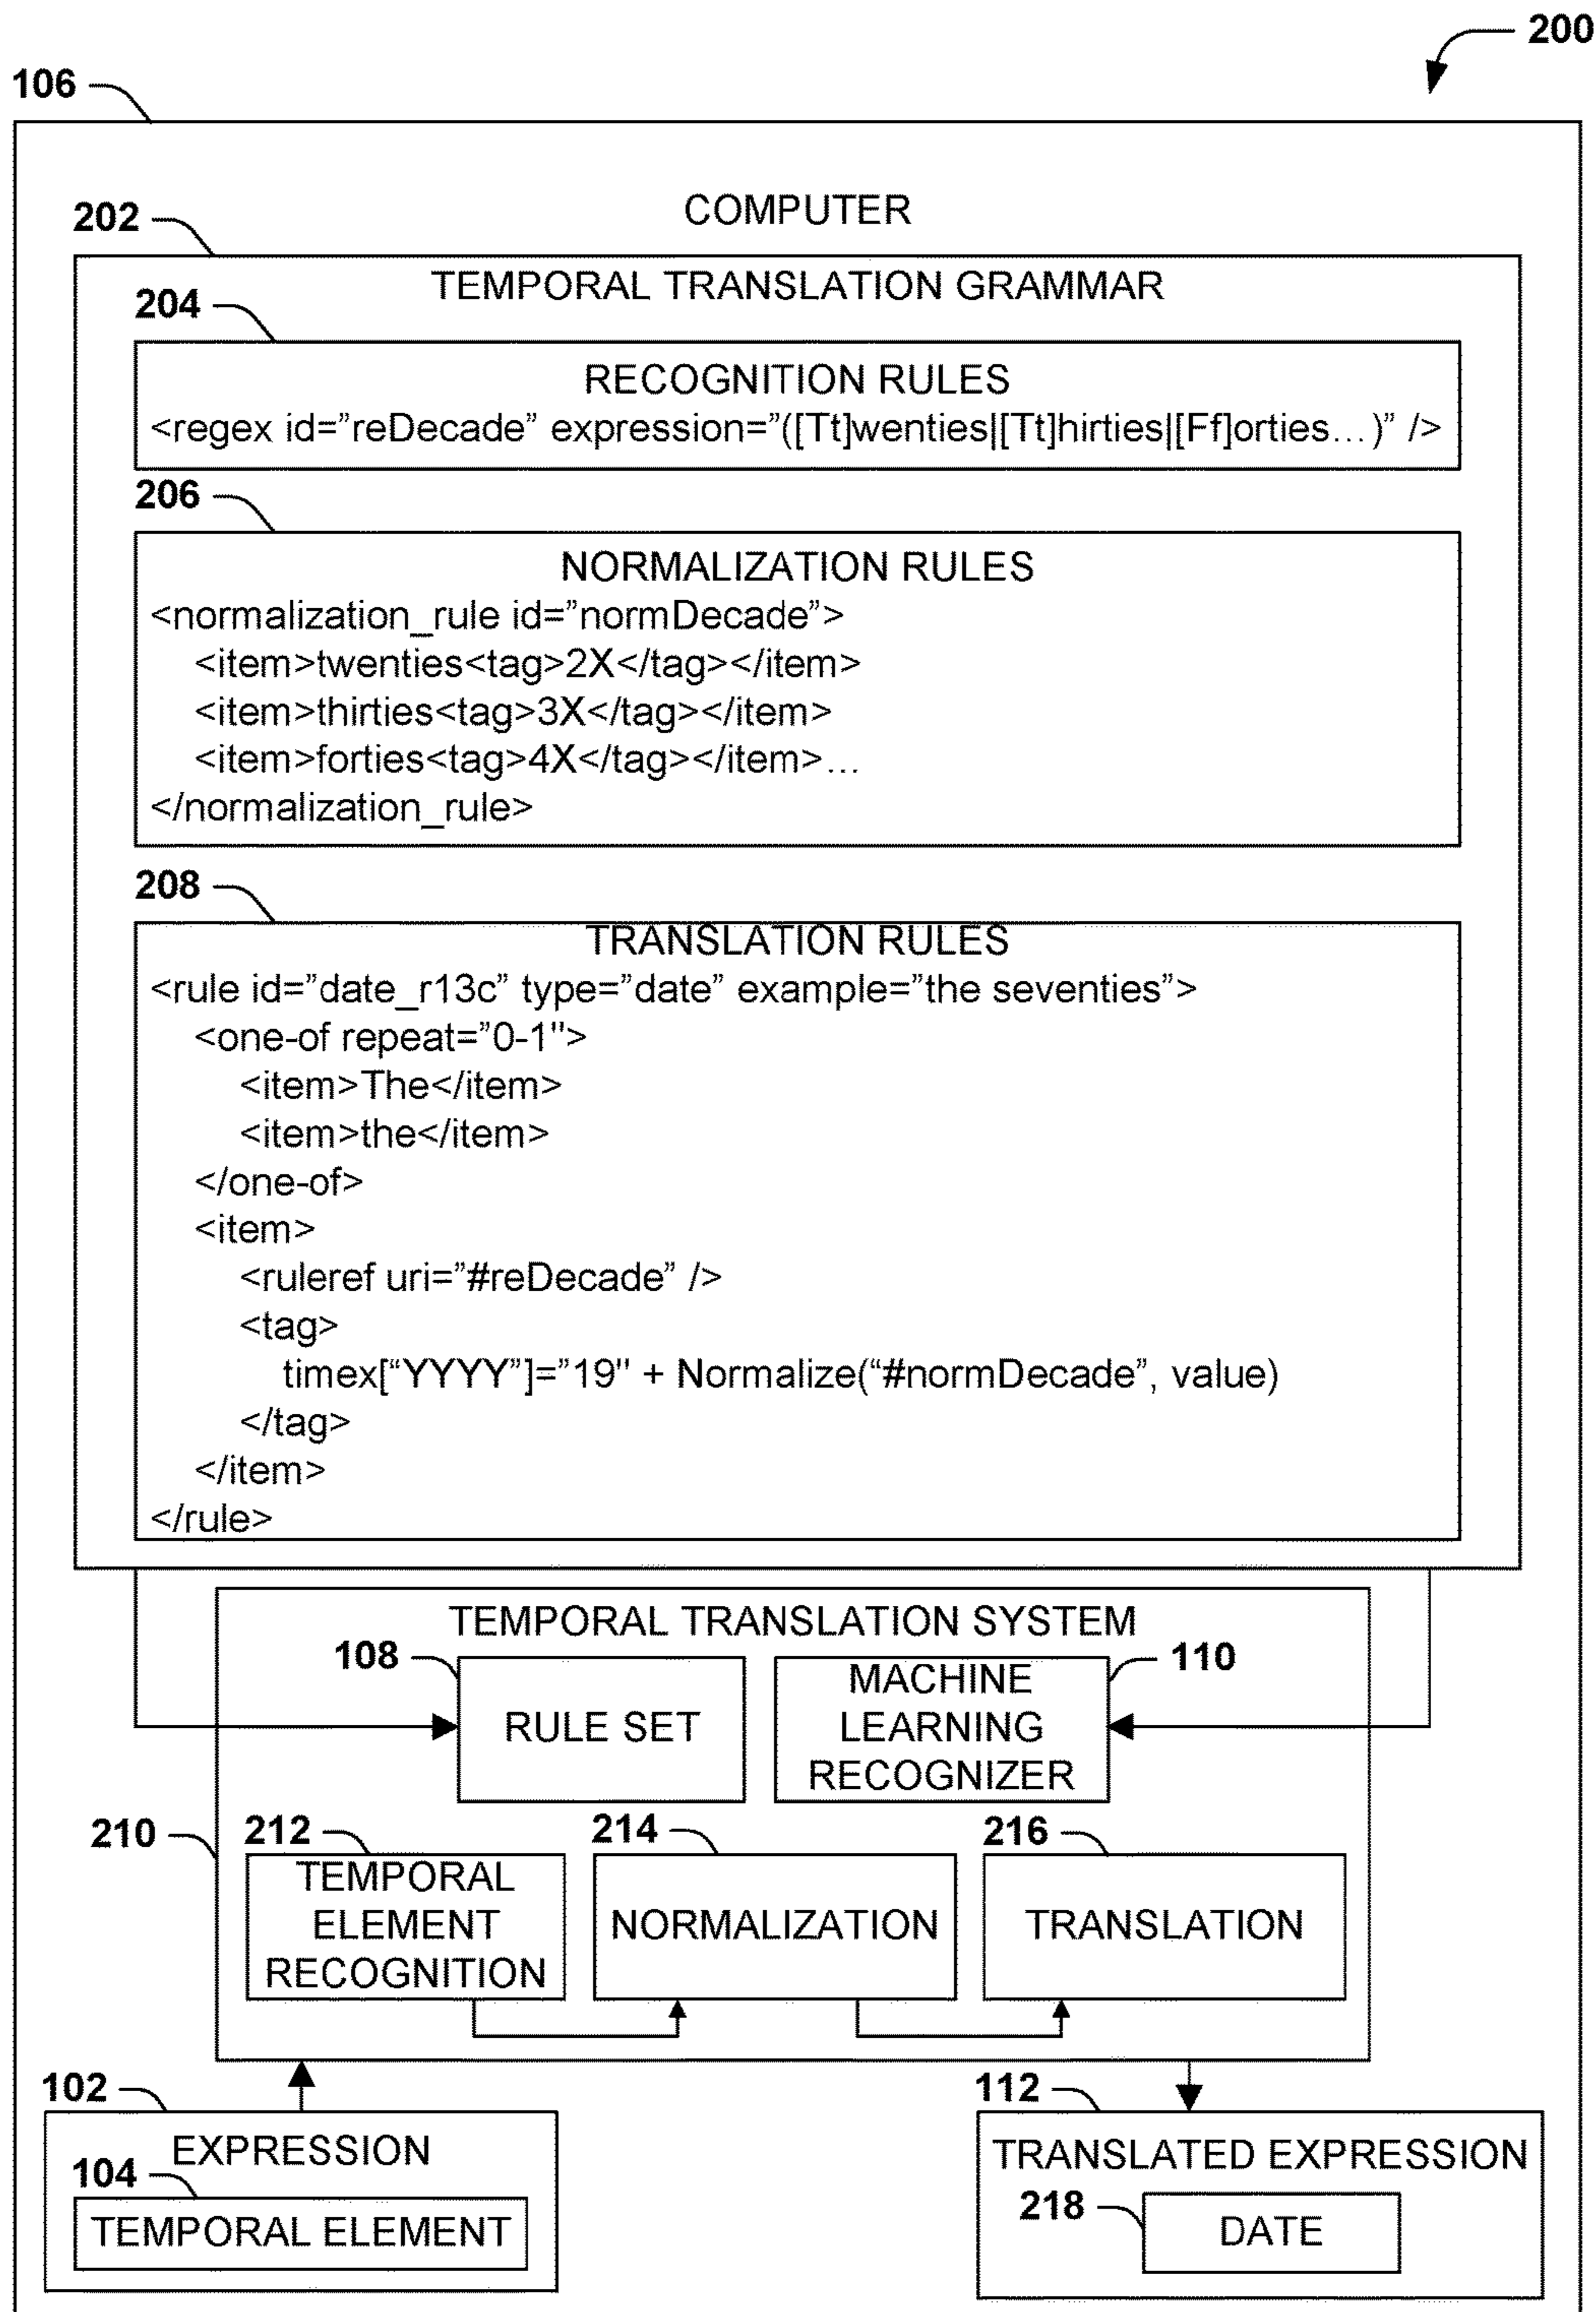 200
106
COMPUTER
202
TEMPORAL TRANSLATION GRAMMAR
204
RECOGNITION RULES
<regex id=”reDecade” expression=”([Tt]wenties|[Tt]hirties|[Ff]orties…)” />
206
NORMALIZATION RULES
<normalization_rule id=”normDecade”>
<item>twenties<tag>2X</tag></item>
<item>thirties<tag>3X</tag></item>
<item>forties<tag>4X</tag></item>…
</normalization_rule>
208
TRANSLATION RULES
<rule id=”date_r13c” type=”date” example=”the seventies”>
<one-of repeat=”0-1">
<item>The</item>
<item>the</item>
</one-of>
<item>
<ruleref uri=”#reDecade” />
<tag>
timex[“YYYY”]=”19" + Normalize(“#normDecade”, value)
</tag>
</item>
</rule>
TEMPORAL TRANSLATION SYSTEM
108
RULE SET
MACHINE
LEARNING
RECOGNIZER
110
210
212
TEMPORAL
ELEMENT
RECOGNITION
214
NORMALIZATION
216
TRANSLATION
102
EXPRESSION
104
TEMPORAL ELEMENT
112
TRANSLATED EXPRESSION
218
DATE